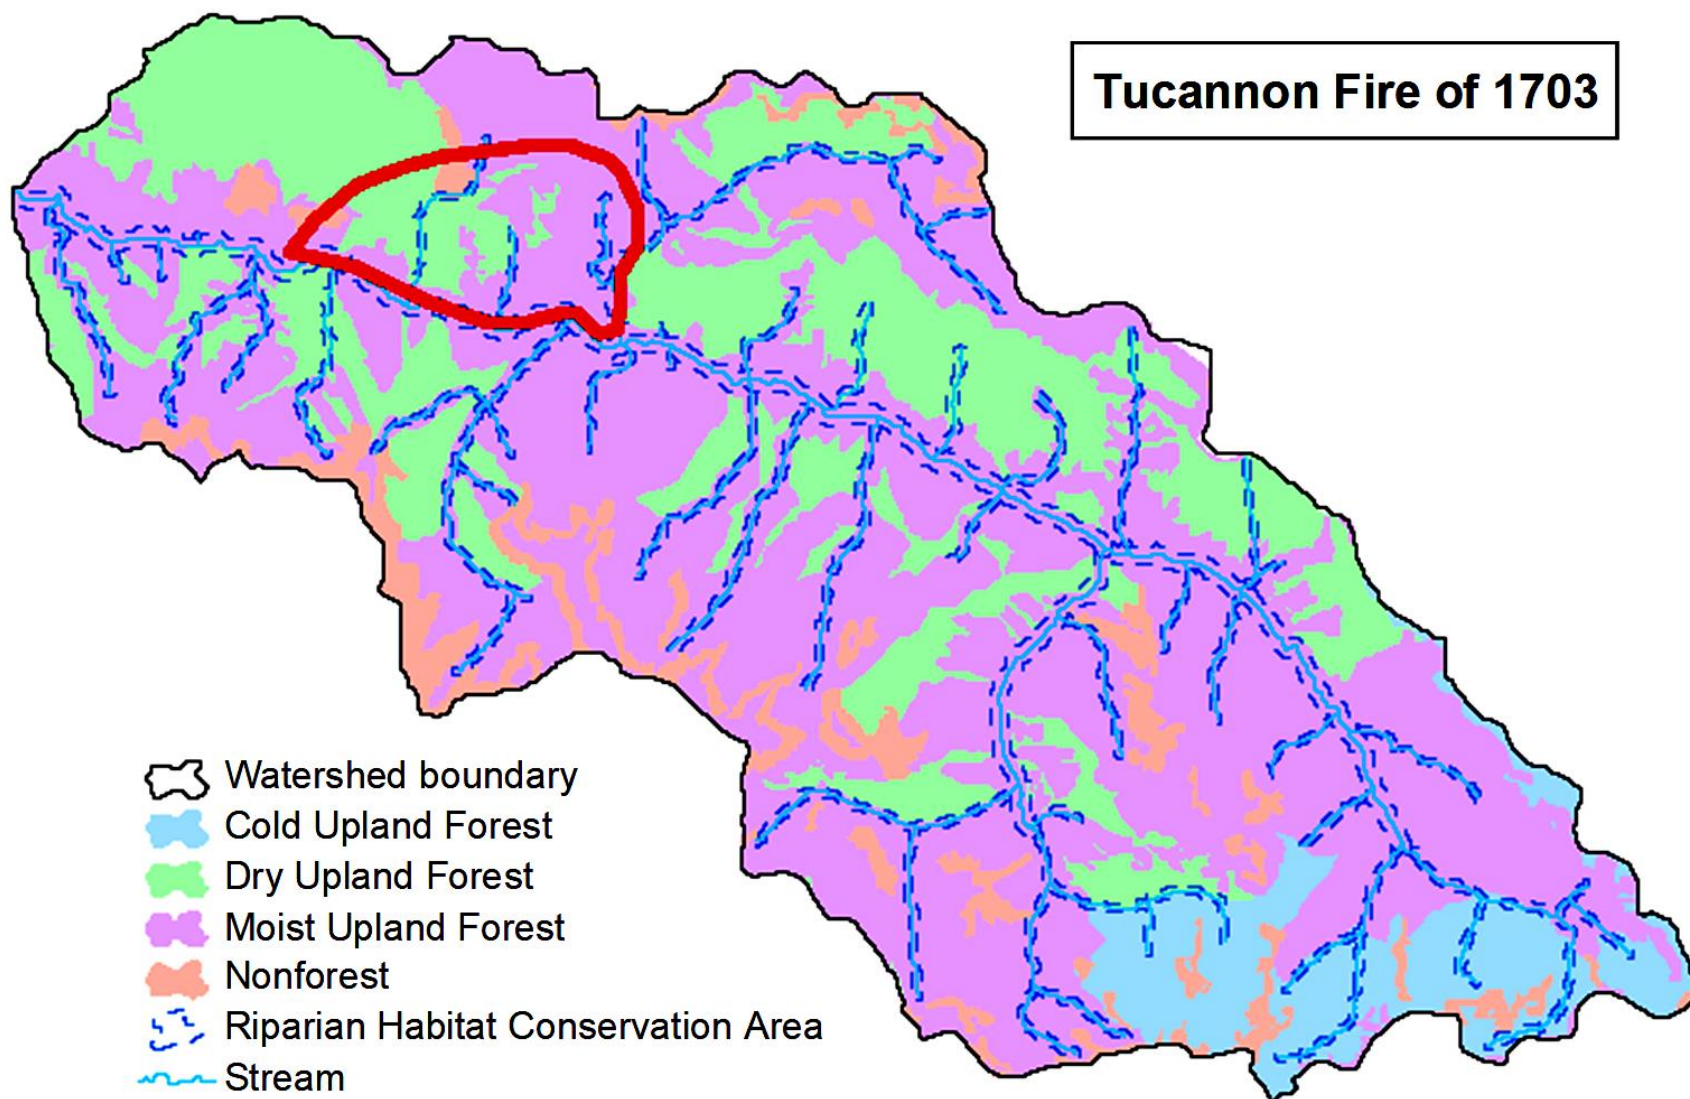 Tucannon Fire of 1703
Watershed boundary
Cold Upland Forest
Dry Upland Forest
Moist Upland Forest
Nonforest
Riparian Habitat Conservation Area
Stream